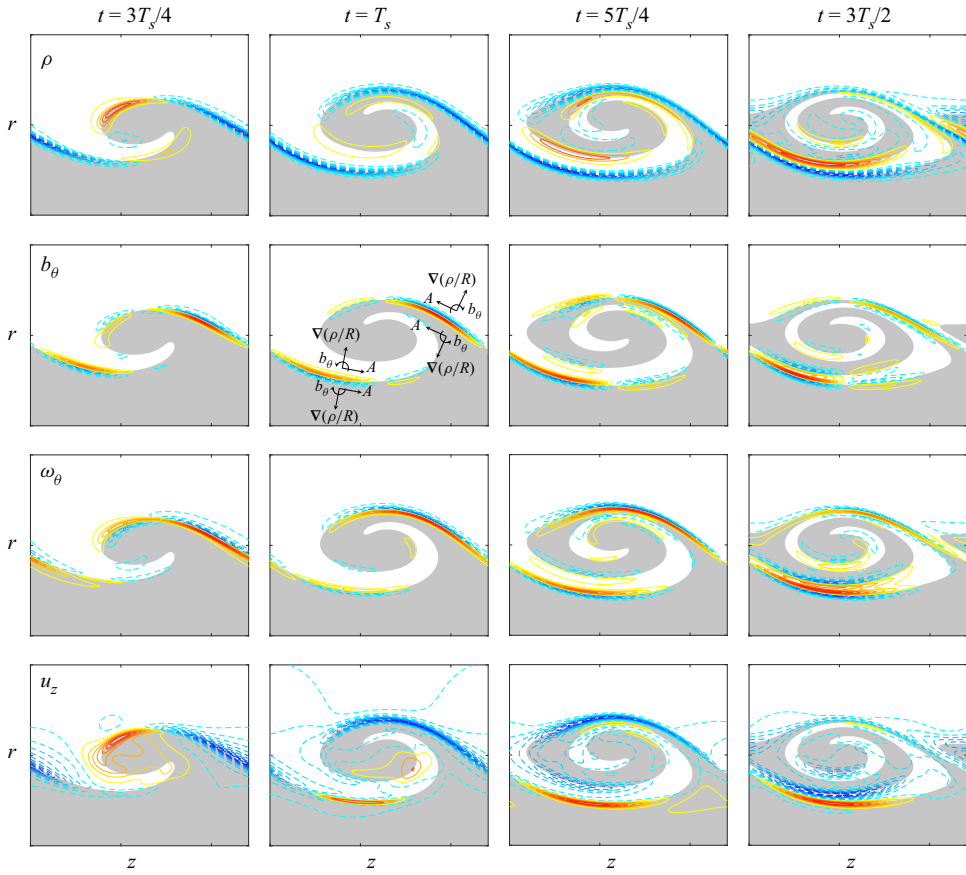 t = 3T_s/4
t = T_s
t = 5T_s/4
t = 3T_s/2
ρ
r
b_θ
r
∇(ρ/R)
A
b_θ
A
∇(ρ/R)
b_θ
∇(ρ/R)
b_θ
A
b_θ
A
∇(ρ/R)
ω_θ
r
u_z
r
z
z
z
z